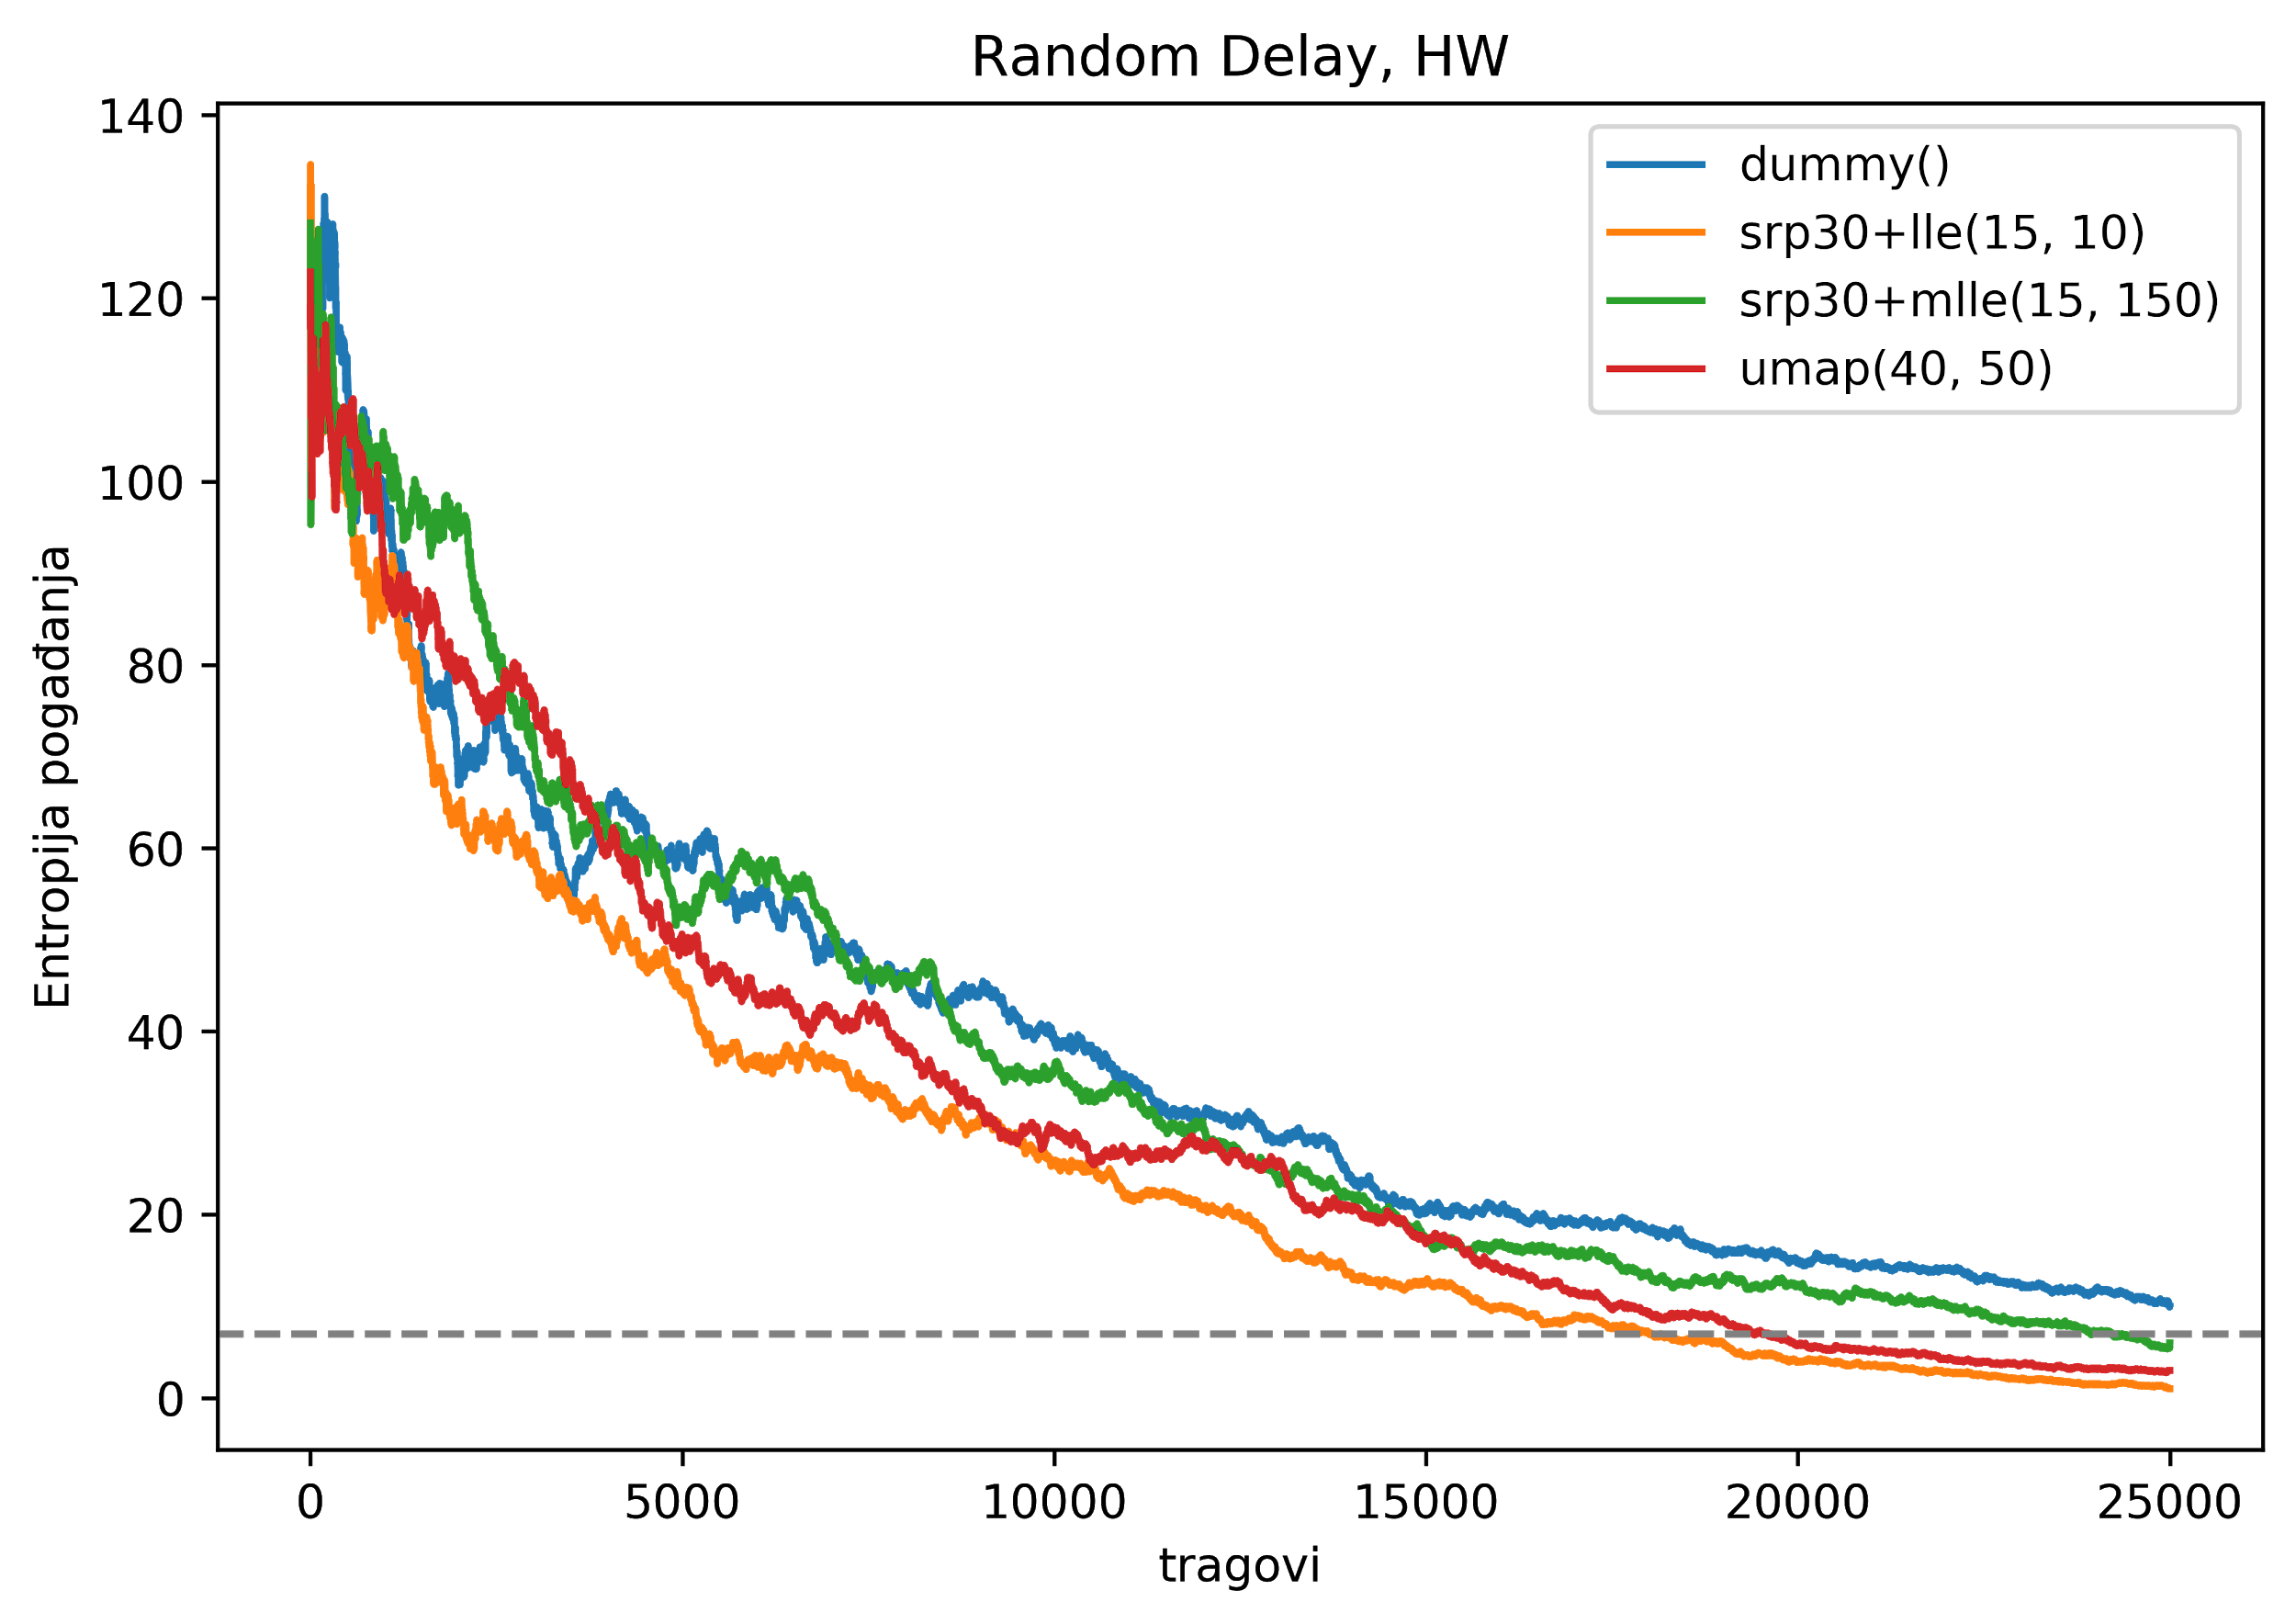 Random Delay, HW
140
120
100
80
60
40
20
0
Entropija pogađanja
dummy()
srp30+lle(15, 10)
srp30+mlle(15, 150)
umap(40, 50)
0 5000 10000 15000 20000 25000
tragovi